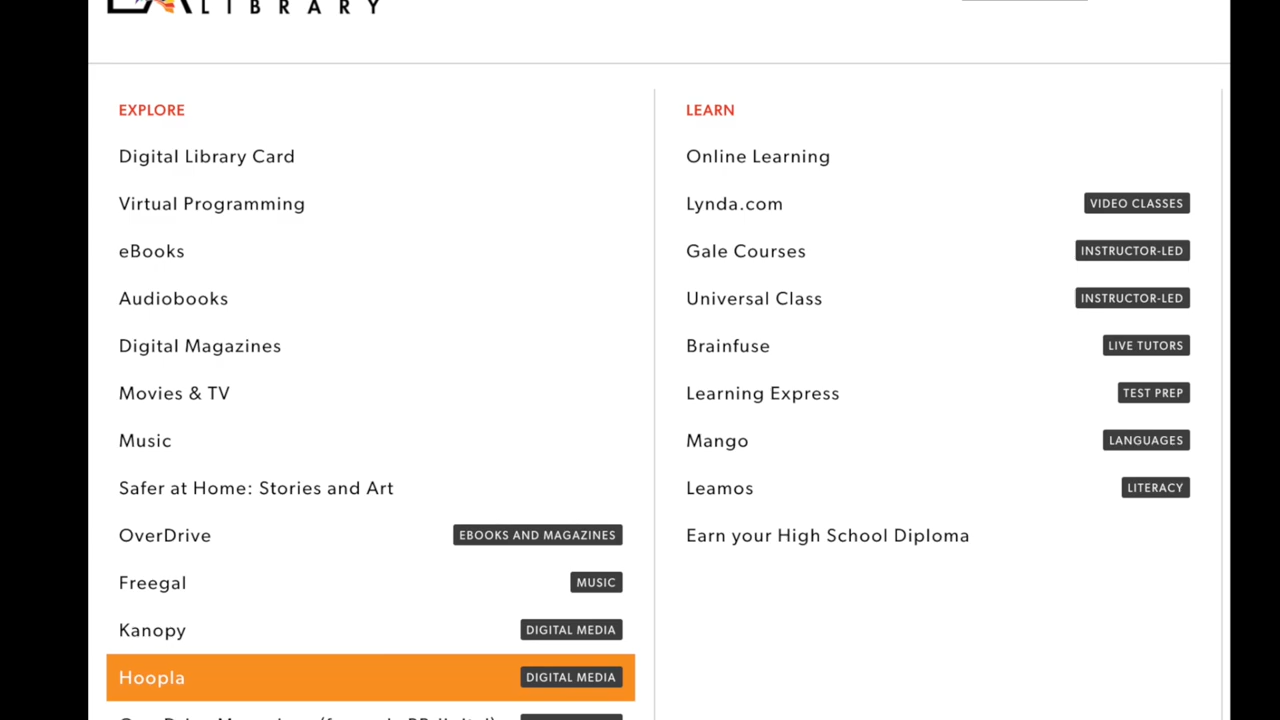 LIBRARY
EXPLORE
Digital Library Card
Virtual Programming
eBooks
Audiobooks
Digital Magazines
Movies & TV
Music
Safer at Home: Stories and Art
OverDrive EBOOKS AND MAGAZINES
Freegal MUSIC
Kanopy DIGITAL MEDIA
Hoopla DIGITAL MEDIA
LEARN
Online Learning
Lynda.com VIDEO CLASSES
Gale Courses INSTRUCTOR-LED
Universal Class INSTRUCTOR-LED
Brainfuse LIVE TUTORS
Learning Express TEST PREP
Mango LANGUAGES
Leamos LITERACY
Earn your High School Diploma